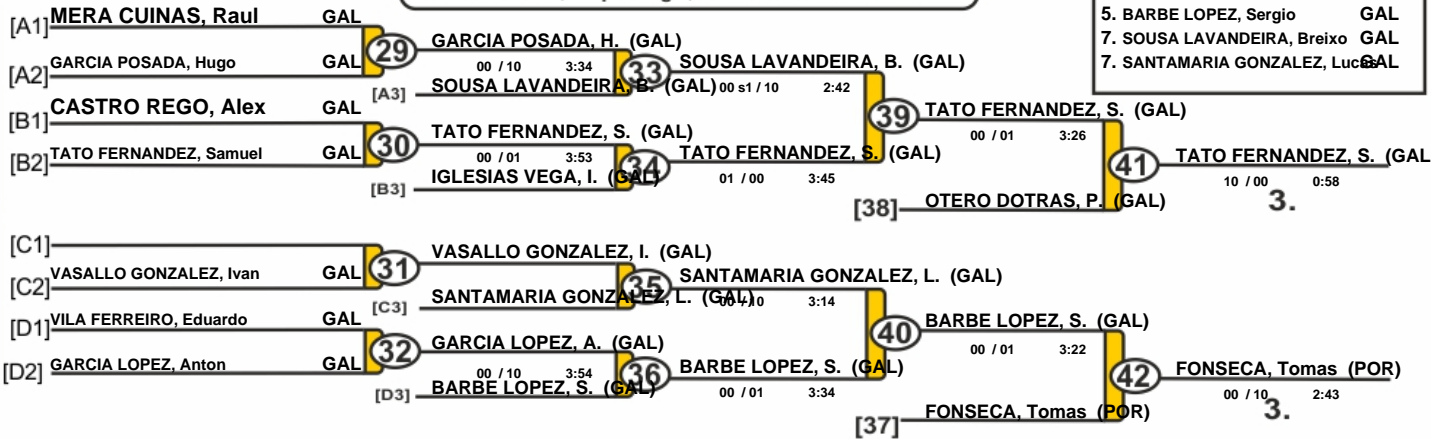 5. BARBE LOPEZ, Sergio GAL
7. SOUSA LAVANDEIRA, Breixo GAL
7. SANTAMARIA GONZALEZ, Lucas GAL
[A1] MERA CUINAS, Raul GAL
29
GARCIA POSADA, H. (GAL)
[A2] GARCIA POSADA, Hugo GAL
00 / 10 3:34
33
SOUSA LAVANDEIRA, B. (GAL)
[A3] SOUSA LAVANDEIRA, B. (GAL)
00 s1 / 10 2:42
[B1] CASTRO REGO, Alex GAL
39
TATO FERNANDEZ, S. (GAL)
00 / 01 3:26
[B2] TATO FERNANDEZ, Samuel GAL
30
TATO FERNANDEZ, S. (GAL)
00 / 01 3:53
34
TATO FERNANDEZ, S. (GAL)
01 / 00 3:45
[B3] IGLESIAS VEGA, I. (GAL)
41
TATO FERNANDEZ, S. (GAL
10 / 00 0:58
3.
[38] OTERO DOTRAS, P. (GAL)
[C1]
31
VASALLO GONZALEZ, I. (GAL)
[C2] VASALLO GONZALEZ, Ivan GAL
35
SANTAMARIA GONZALEZ, L. (GAL)
[C3] SANTAMARIA GONZALEZ, L. (GAL)
00 / 10 3:14
[D1] VILA FERREIRO, Eduardo GAL
40
BARBE LOPEZ, S. (GAL)
00 / 01 3:22
[D2] GARCIA LOPEZ, Anton GAL
32
GARCIA LOPEZ, A. (GAL)
00 / 10 3:54
36
BARBE LOPEZ, S. (GAL)
00 / 01 3:34
[D3] BARBE LOPEZ, S. (GAL)
42
FONSECA, Tomas (POR)
00 / 10 2:43
3.
[37] FONSECA, Tomas (POR)